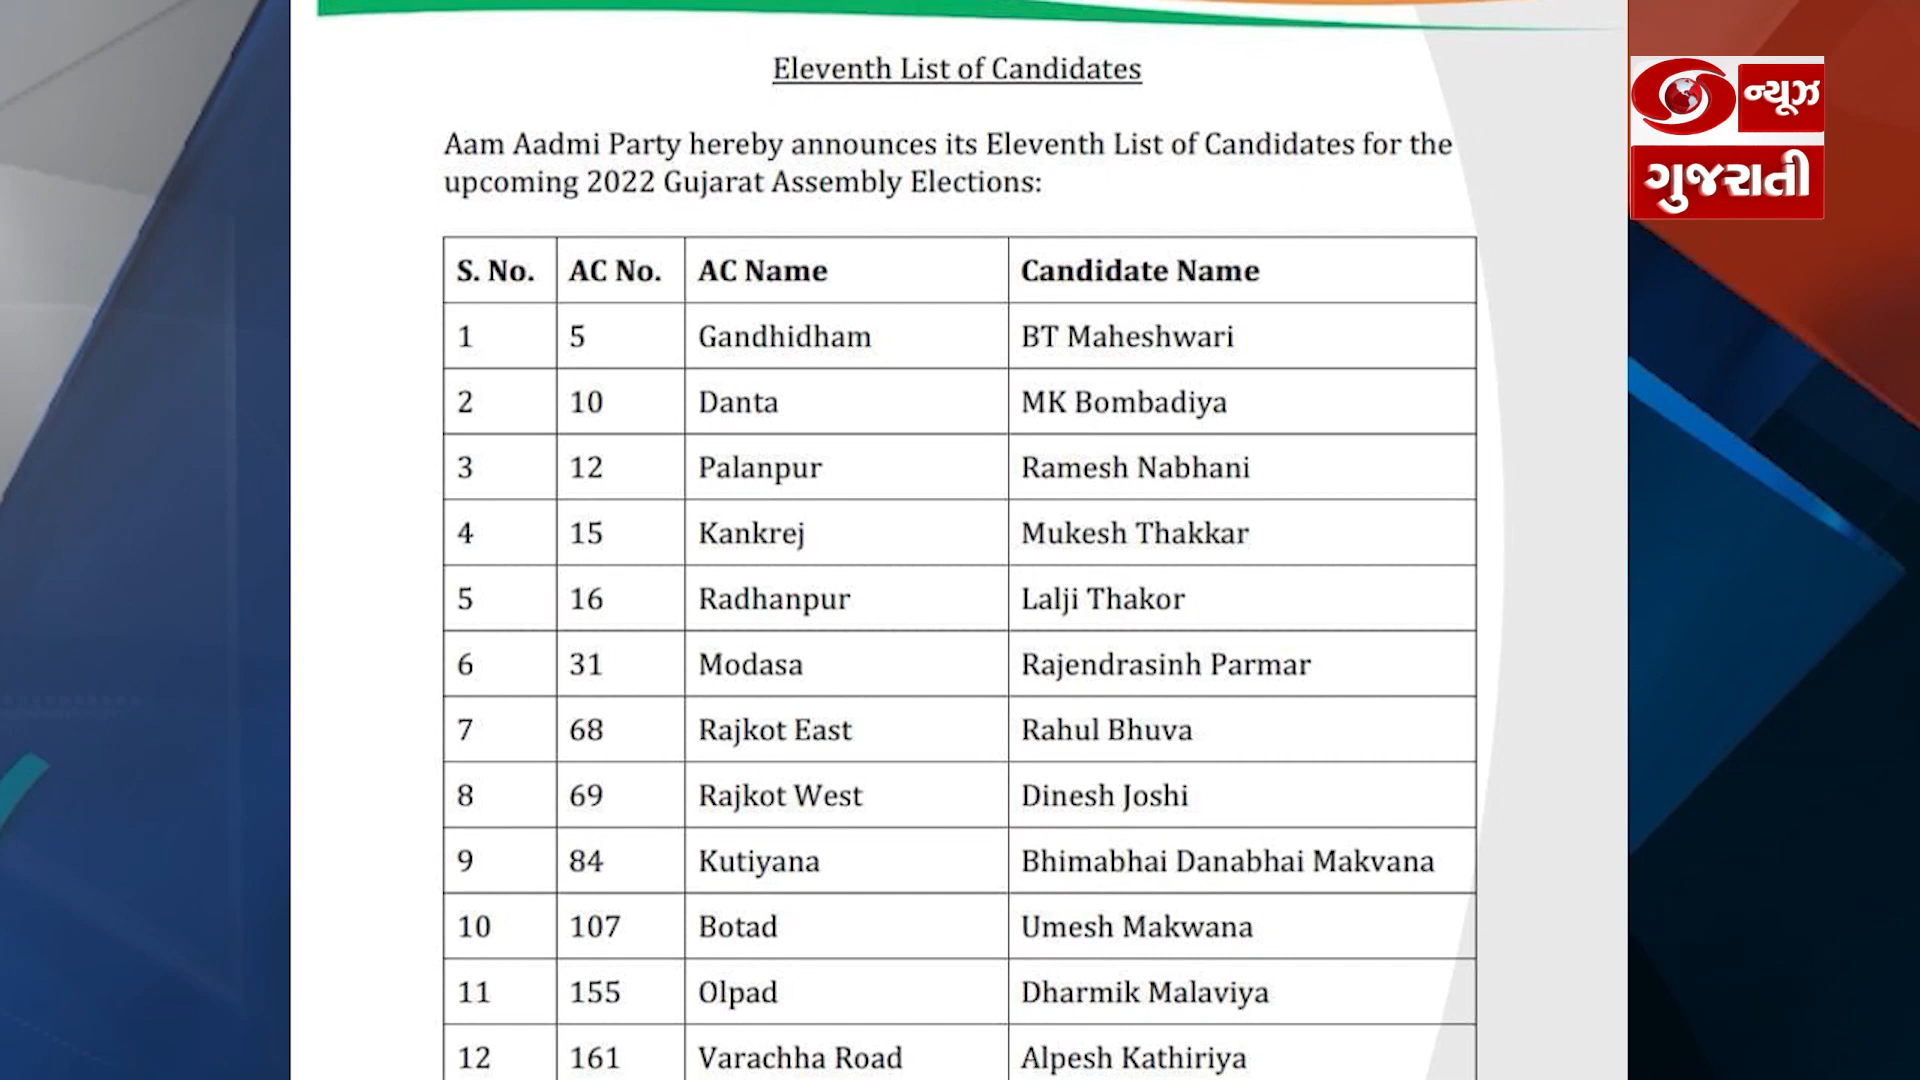 Eleventh List of Candidates
Aam Aadmi Party hereby announces its Eleventh List of Candidates for the
upcoming 2022 Gujarat Assembly Elections:
S. No. AC No. AC Name Candidate Name
1 5 Gandhidham BT Maheshwari
2 10 Danta MK Bombadiya
3 12 Palanpur Ramesh Nabhani
4 15 Kankrej Mukesh Thakkar
5 16 Radhanpur Lalji Thakor
6 31 Modasa Rajendrasinh Parmar
7 68 Rajkot East Rahul Bhuva
8 69 Rajkot West Dinesh Joshi
9 84 Kutiyana Bhimabhai Danabhai Makvana
10 107 Botad Umesh Makwana
11 155 Olpad Dharmik Malaviya
12 161 Varachha Road Alpesh Kathiriya
ન્યૂઝ
ગુજરાતી